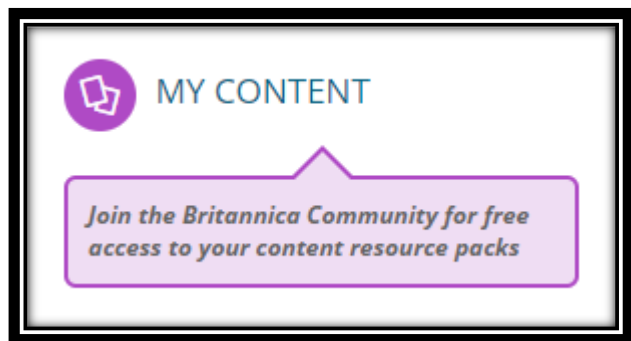 MY CONTENT
Join the Britannica Community for free
access to your content resource packs